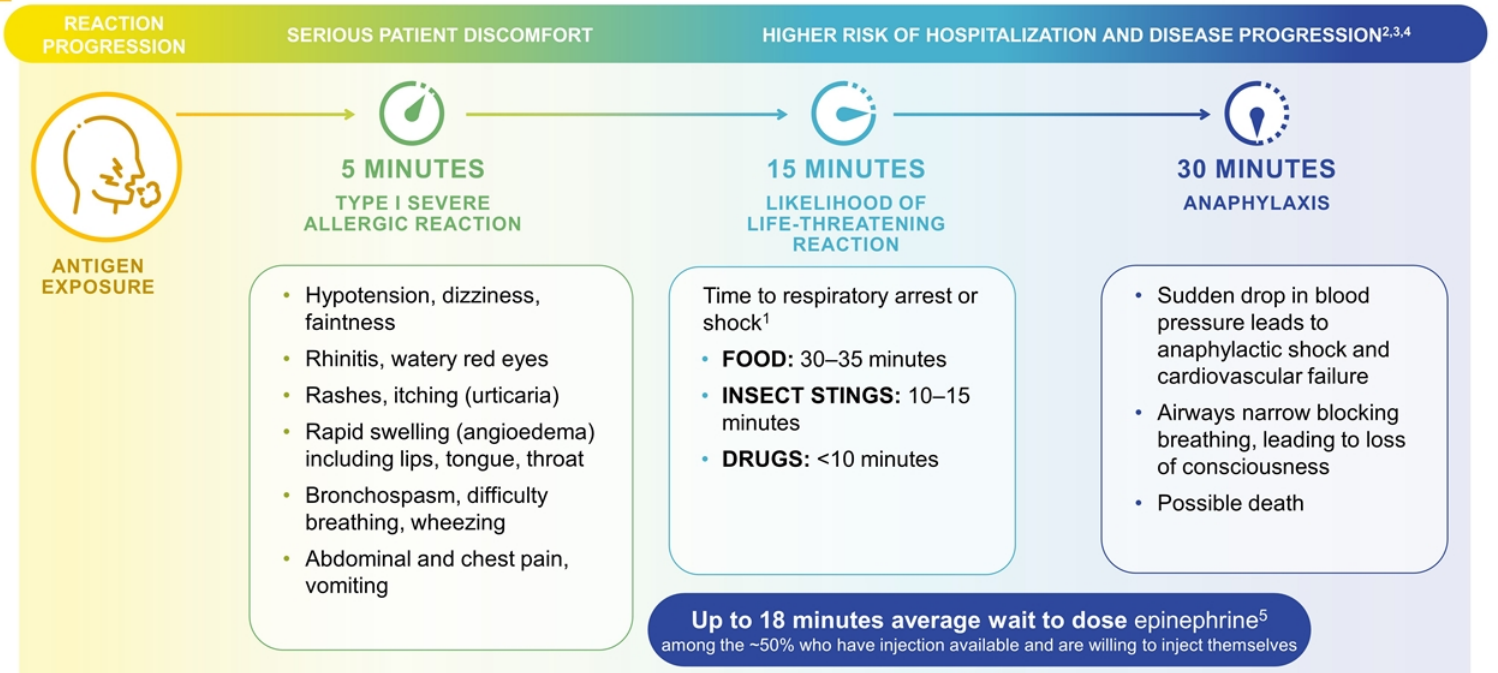 REACTION
PROGRESSION
SERIOUS PATIENT DISCOMFORT
HIGHER RISK OF HOSPITALIZATION AND DISEASE PROGRESSION2,3,4
ANTIGEN
EXPOSURE
5 MINUTES
TYPE I SEVERE
ALLERGIC REACTION
• Hypotension, dizziness,
faintness
• Rhinitis, watery red eyes
• Rashes, itching (urticaria)
• Rapid swelling (angioedema)
including lips, tongue, throat
• Bronchospasm, difficulty
breathing, wheezing
• Abdominal and chest pain,
vomiting
15 MINUTES
LIKELIHOOD OF
LIFE-THREATENING
REACTION
Time to respiratory arrest or
shock1
• FOOD: 30–35 minutes
• INSECT STINGS: 10–15
minutes
• DRUGS: <10 minutes
30 MINUTES
ANAPHYLAXIS
• Sudden drop in blood
pressure leads to
anaphylactic shock and
cardiovascular failure
• Airways narrow blocking
breathing, leading to loss
of consciousness
• Possible death
Up to 18 minutes average wait to dose epinephrine5
among the ~50% who have injection available and are willing to inject themselves